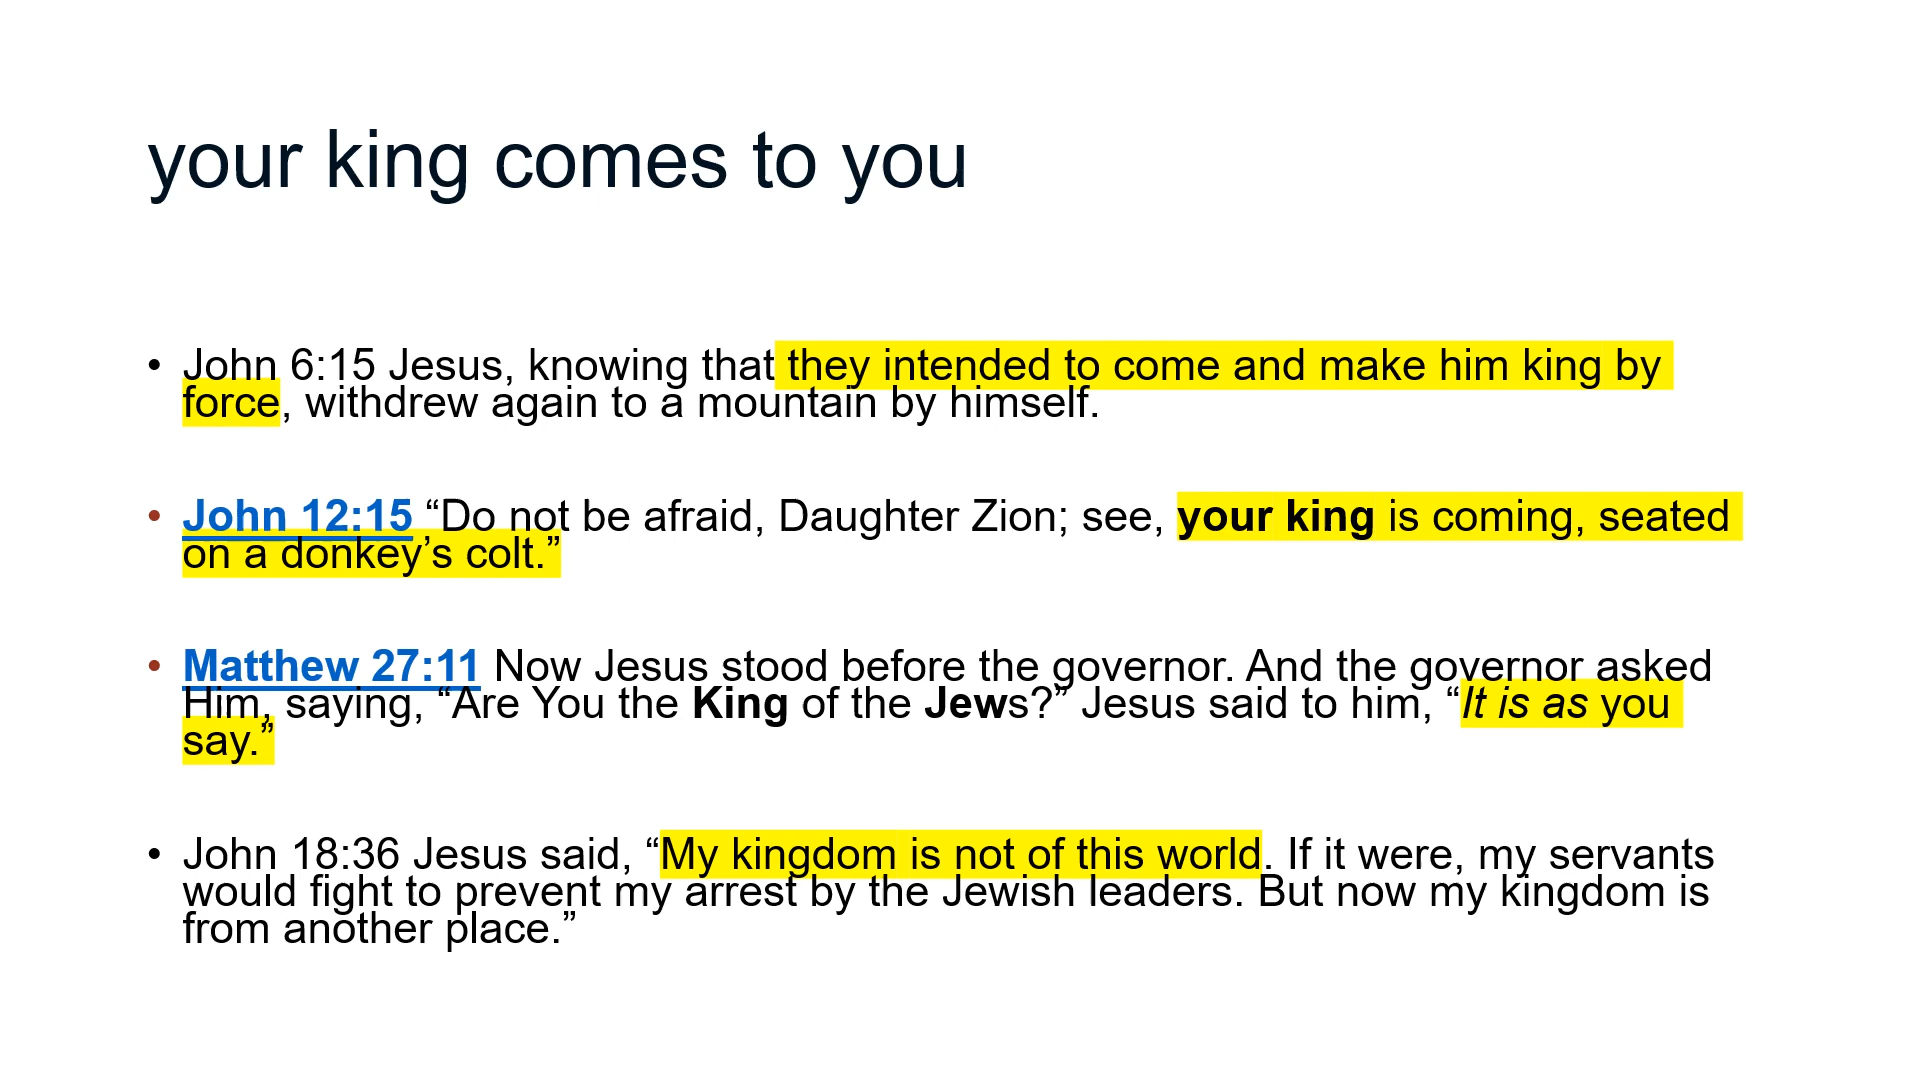 your king comes to you
• John 6:15 Jesus, knowing that they intended to come and make him king by
force, withdrew again to a mountain by himself.
• John 12:15 “Do not be afraid, Daughter Zion; see, your king is coming, seated
on a donkey’s colt.”
• Matthew 27:11 Now Jesus stood before the governor. And the governor asked
Him, saying, “Are You the King of the Jews?” Jesus said to him, “It is as you
say.”
• John 18:36 Jesus said, “My kingdom is not of this world. If it were, my servants
would fight to prevent my arrest by the Jewish leaders. But now my kingdom is
from another place.”